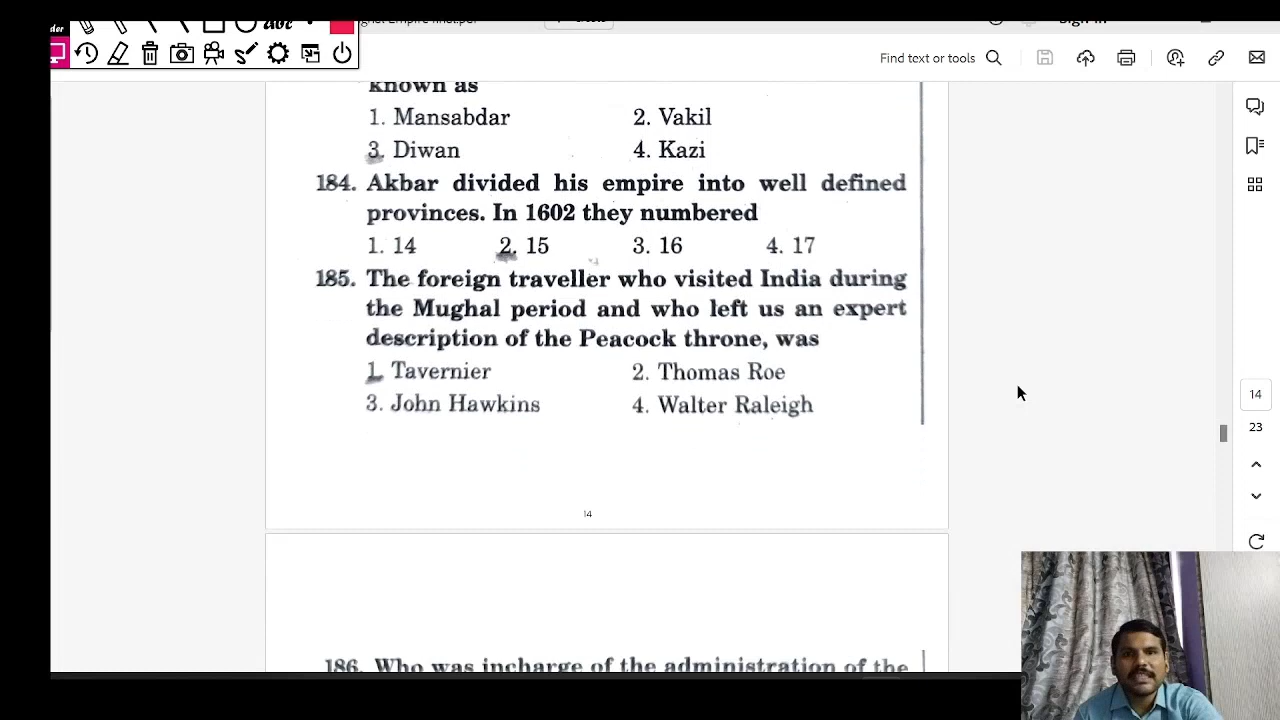 der
abc
Find text or tools
known as
1. Mansabdar 2. Vakil
3. Diwan 4. Kazi
184. Akbar divided his empire into well defined
provinces. In 1602 they numbered
1. 14 2. 15 3. 16 4. 17
185. The foreign traveller who visited India during
the Mughal period and who left us an expert
description of the Peacock throne, was
1. Tavernier 2. Thomas Roe
3. John Hawkins 4. Walter Raleigh
14
23
14
186. Who was incharge of the administration of the